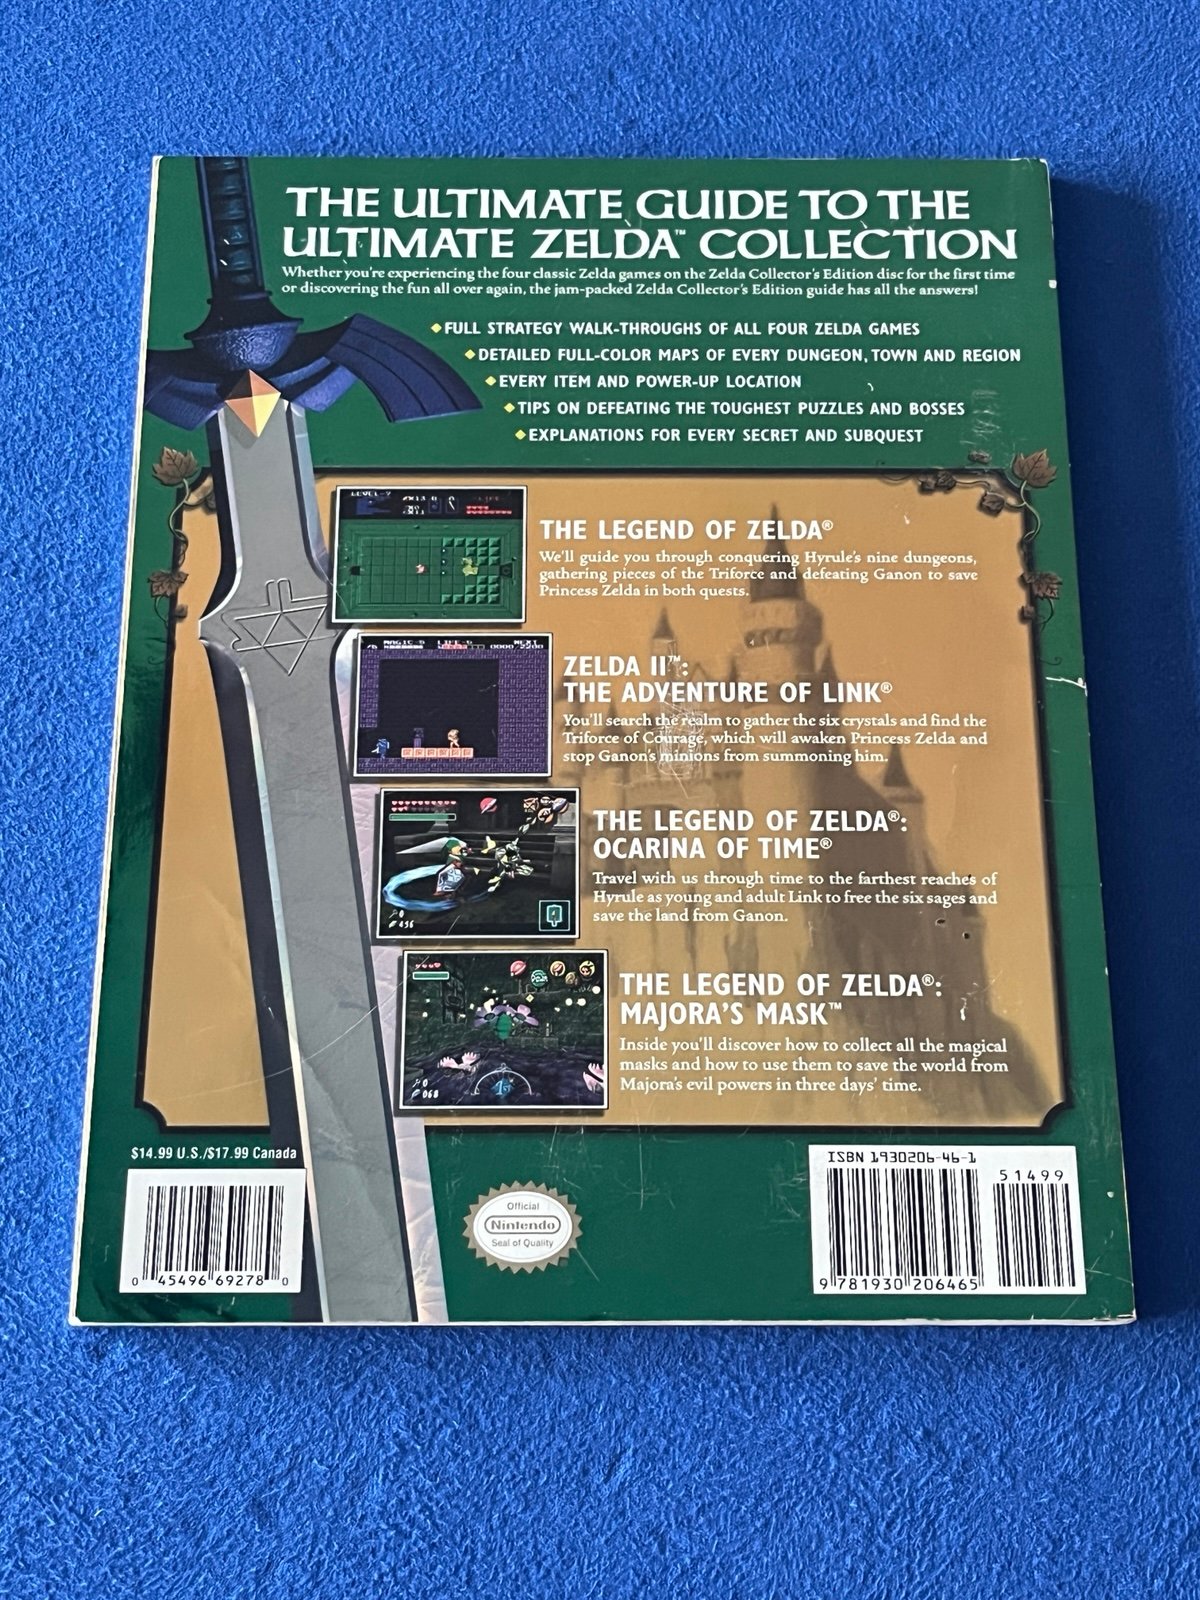 THE ULTIMATE GUIDE TO THE
ULTIMATE ZELDA™ COLLECTION
Whether you're experiencing the four classic Zelda games on the Zelda Collector's Edition disc for the first time
or discovering the fun all over again, the jam-packed Zelda Collector's Edition guide has all the answers!
FULL STRATEGY WALK-THROUGHS OF ALL FOUR ZELDA GAMES
DETAILED FULL-COLOR MAPS OF EVERY DUNGEON, TOWN AND REGION
EVERY ITEM AND POWER-UP LOCATION
TIPS ON DEFEATING THE TOUGHEST PUZZLES AND BOSSES
EXPLANATIONS FOR EVERY SECRET AND SUBQUEST
THE LEGEND OF ZELDA®
We'll guide you through conquering Hyrule's nine dungeons,
gathering pieces of the Triforce and defeating Ganon to save
Princess Zelda in both quests.
MAGIC-8 LIFE-6 NEXT
ZELDA II™:
THE ADVENTURE OF LINK®
You'll search the realm to gather the six crystals and find the
Triforce of Courage, which will awaken Princess Zelda and
stop Ganon's minions from summoning him.
THE LEGEND OF ZELDA®:
OCARINA OF TIME®
Travel with us through time to the farthest reaches of
Hyrule as young and adult Link to free the six sages and
save the land from Ganon.
0
496
THE LEGEND OF ZELDA®:
MAJORA'S MASK™
Inside you'll discover how to collect all the magical
masks and how to use them to save the world from
Majora's evil powers in three days' time.
0
068
$14.99 U.S./$17.99 Canada
0 45496 69278 0
Official
Nintendo
Seal of Quality
ISBN 1930206-46-1
51499
9 781930 206465